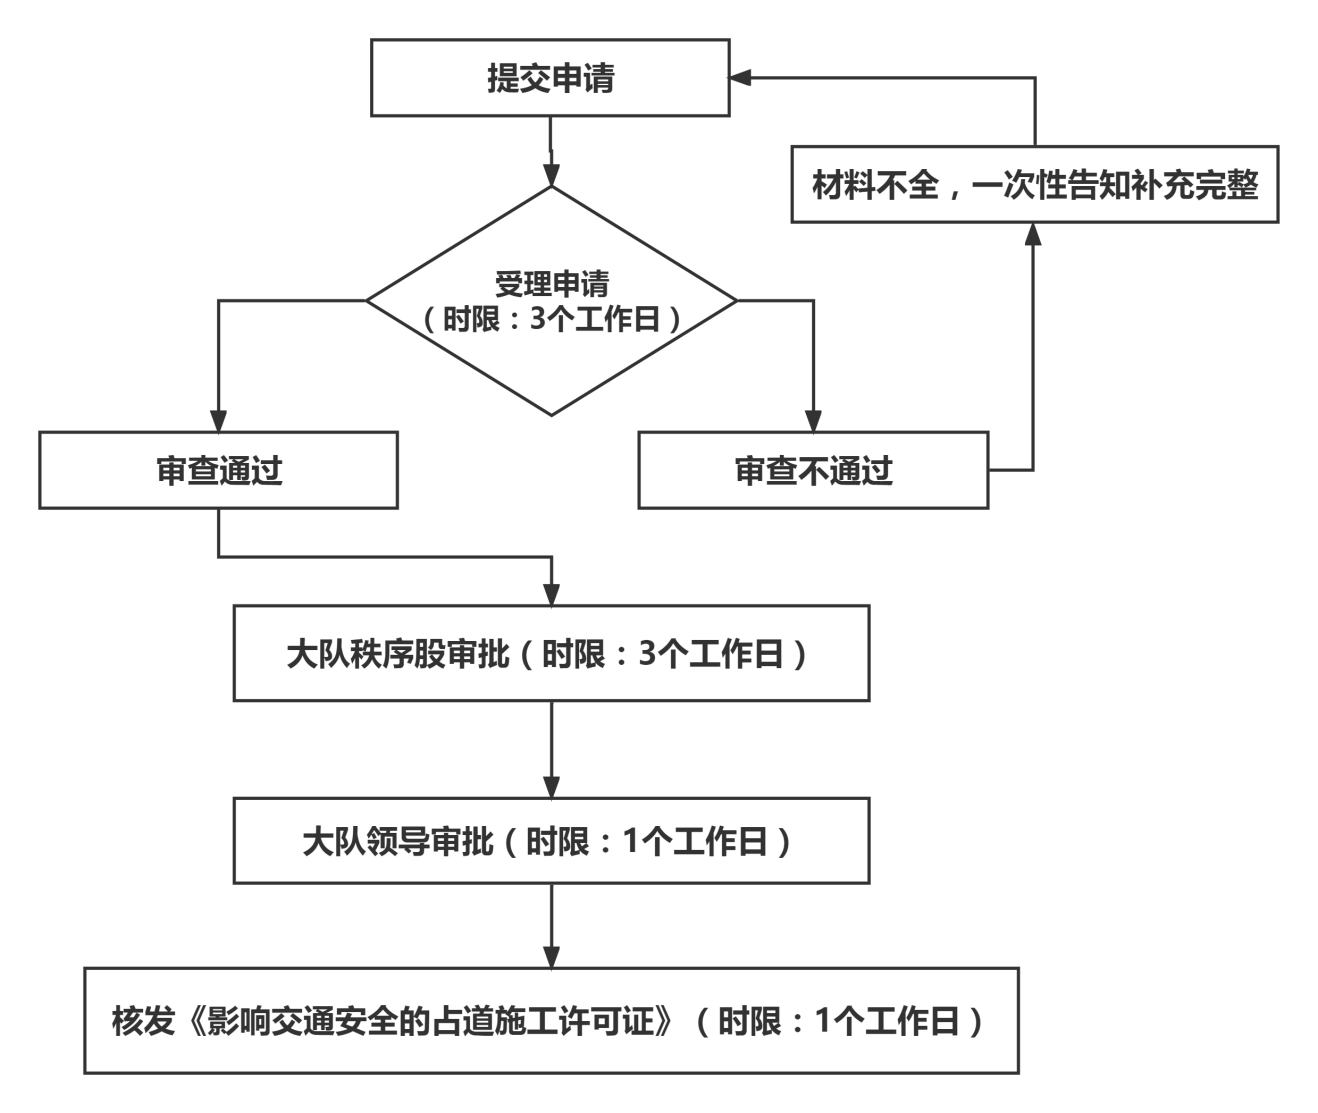 提交申请
材料不全，一次性告知补充完整
受理申请
（时限：3个工作日）
审查通过
审查不通过
大队秩序股审批（时限：3个工作日）
大队领导审批（时限：1个工作日）
核发《影响交通安全的占道施工许可证》（时限：1个工作日）